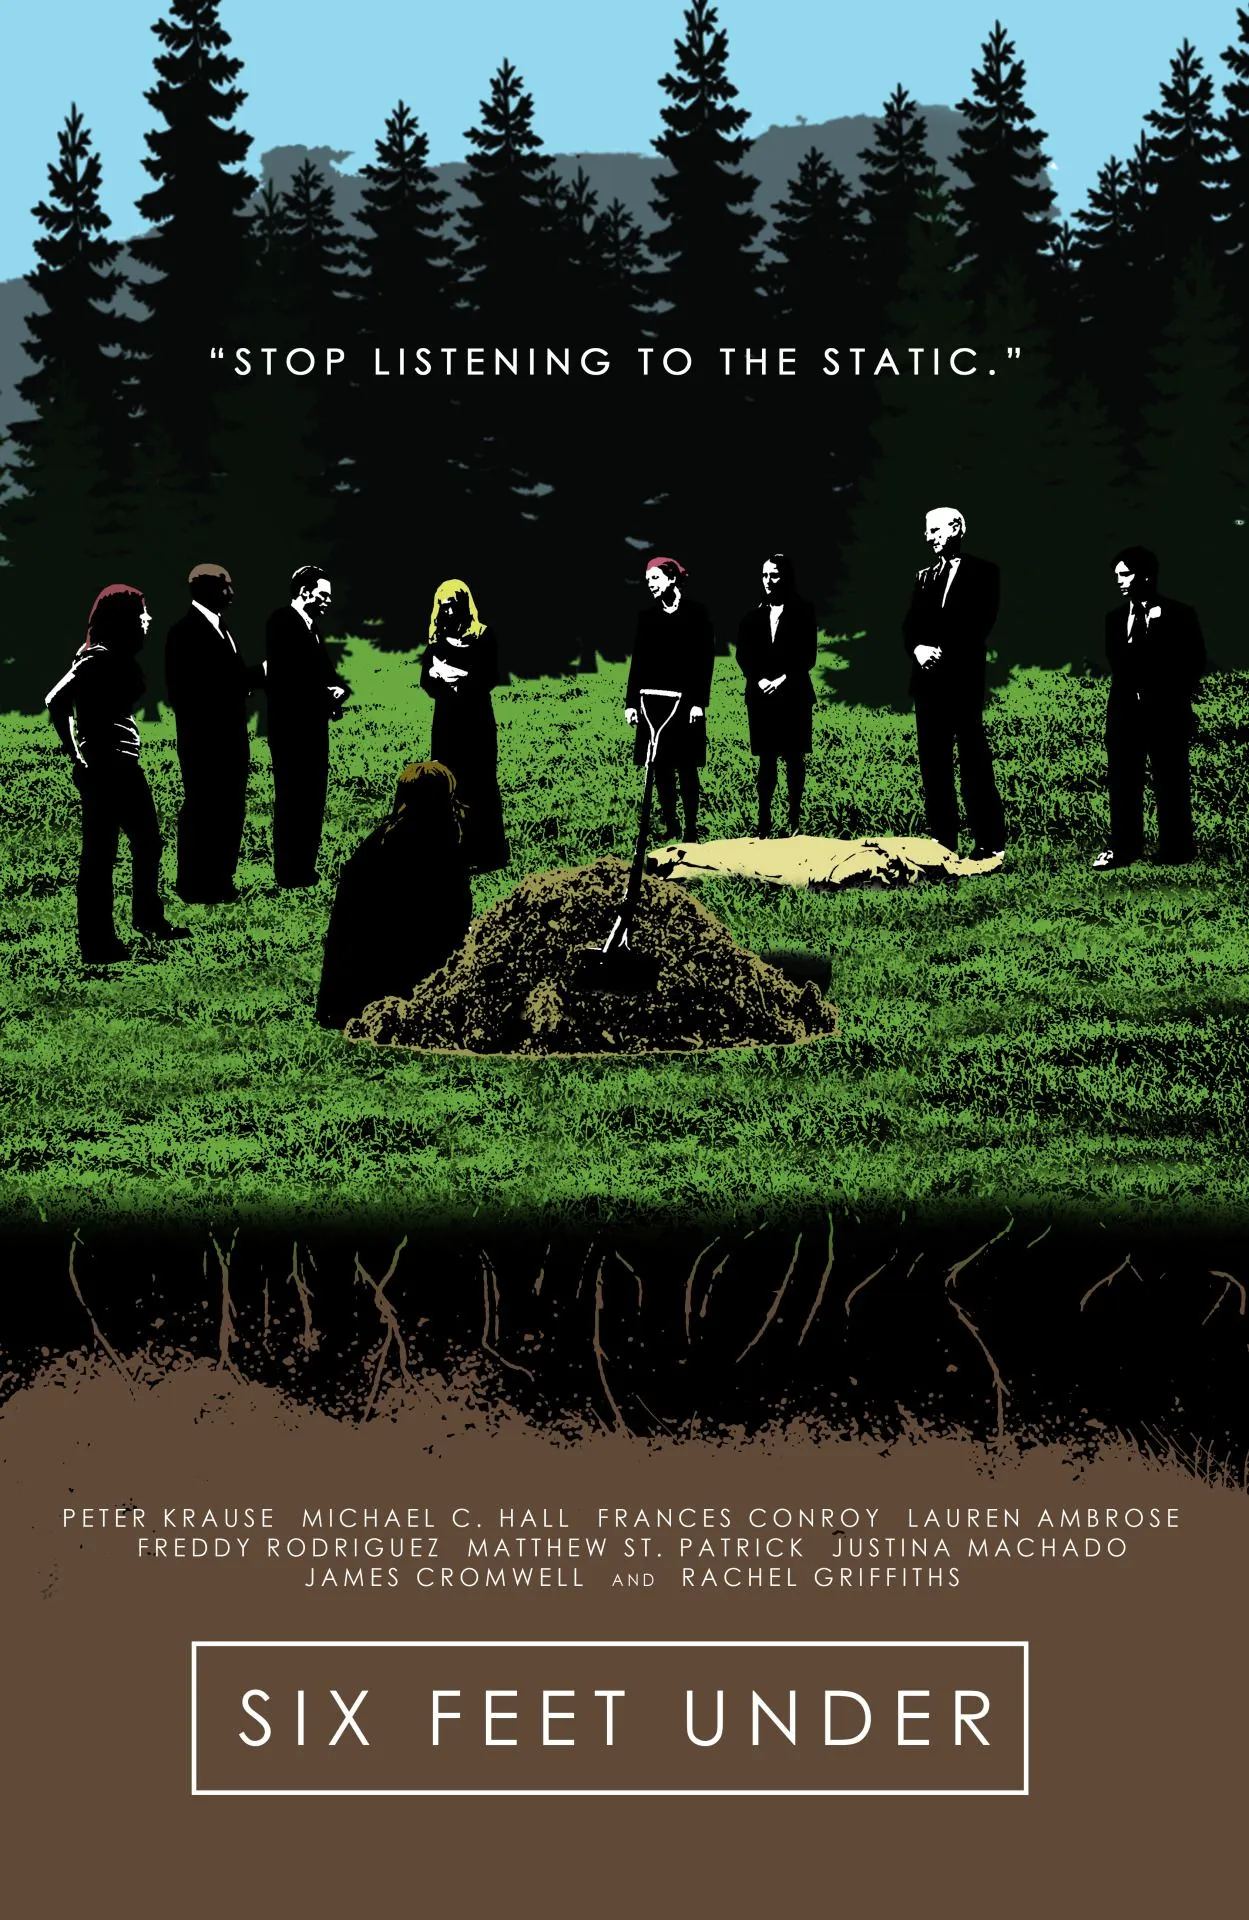 “STOP LISTENING TO THE STATIC.”
PETER KRAUSE MICHAEL C. HALL FRANCES CONROY LAUREN AMBROSE
FREDDY RODRIGUEZ MATTHEW ST. PATRICK JUSTINA MACHADO
JAMES CROMWELL AND RACHEL GRIFFITHS
SIX FEET UNDER